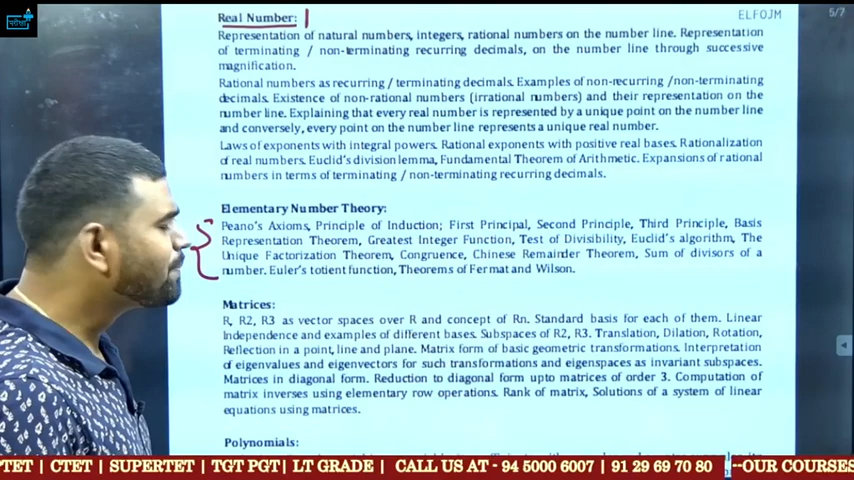 परीक्षा
ELFOJM
5/7
Real Number:
Representation of natural numbers, integers, rational numbers on the number line. Representation
of terminating / non-terminating recurring decimals, on the number line through successive
magnification.
Rational numbers as recurring / terminating decimals. Examples of non-recurring /non-terminating
decimals. Existence of non-rational numbers (irrational numbers) and their representation on the
number line. Explaining that every real number is represented by a unique point on the number line
and conversely, every point on the number line represents a unique real number.
Laws of exponents with integral powers. Rational exponents with positive real bases. Rationalization
of real numbers. Euclid's division lemma, Fundamental Theorem of Arithmetic. Expansions of rational
numbers in terms of terminating / non-terminating recurring decimals.
Elementary Number Theory:
Peano's Axioms, Principle of Induction; First Principal, Second Principle, Third Principle, Basis
Representation Theorem, Greatest Integer Function, Test of Divisibility, Euclid's algorithm, The
Unique Factorization Theorem, Congruence, Chinese Remainder Theorem, Sum of divisors of a
number. Euler's totient function, Theorems of Fermat and Wilson.
Matrices:
R, R2, R3 as vector spaces over R and concept of Rn. Standard basis for each of them. Linear
Independence and examples of different bases. Subspaces of R2, R3. Translation, Dilation, Rotation,
Reflection in a point, line and plane. Matrix form of basic geometric transformations. Interpretation
of eigenvalues and eigenvectors for such transformations and eigenspaces as invariant subspaces.
Matrices in diagonal form. Reduction to diagonal form upto matrices of order 3. Computation of
matrix inverses using elementary row operations. Rank of matrix, Solutions of a system of linear
equations using matrices.
Polynomials:
TET | CTET | SUPERTET | TGT PGT| LT GRADE | CALL US AT - 94 5000 6007 | 91 29 69 70 80 --OUR COURSES